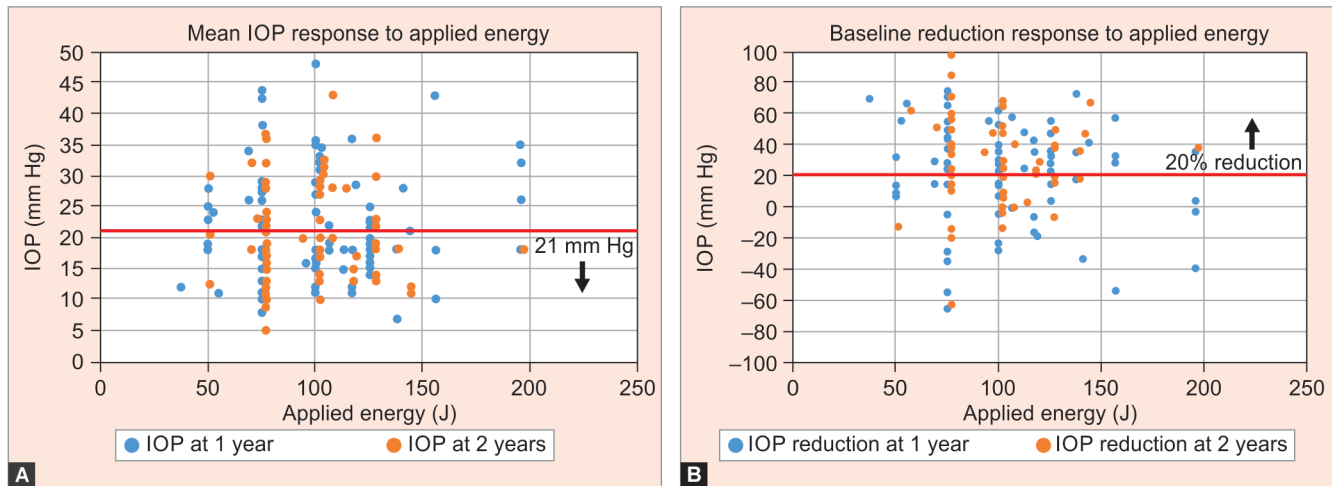 Mean IOP response to applied energy
IOP (mm Hg)
50
45
40
35
30
25
20
15
10
5
0
21 mm Hg
0 50 100 150 200 250
Applied energy (J)
IOP at 1 year IOP at 2 years
A
Baseline reduction response to applied energy
IOP (mm Hg)
100
80
60
40
20
0
–20
–40
–60
–80
–100
20% reduction
0 50 100 150 200 250
Applied energy (J)
IOP reduction at 1 year IOP reduction at 2 years
B